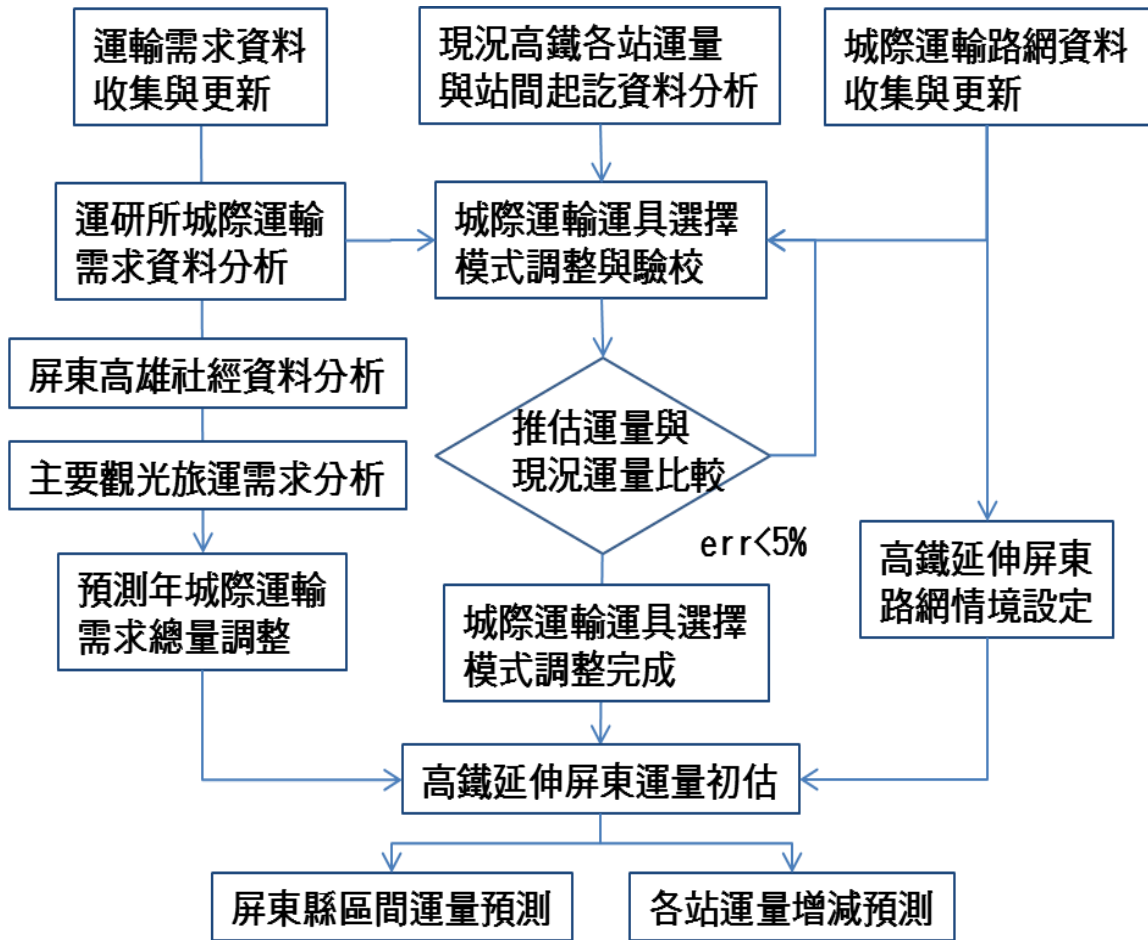 運輸需求資料
收集與更新
現況高鐵各站運量
與站間起訖資料分析
城際運輸路網資料
收集與更新
運研所城際運輸
需求資料分析
城際運輸運具選擇
模式調整與驗校
屏東高雄社經資料分析
推估運量與
現況運量比較
主要觀光旅運需求分析
err<5%
預測年城際運輸
需求總量調整
城際運輸運具選擇
模式調整完成
高鐵延伸屏東
路網情境設定
高鐵延伸屏東運量初估
屏東縣區間運量預測
各站運量增減預測